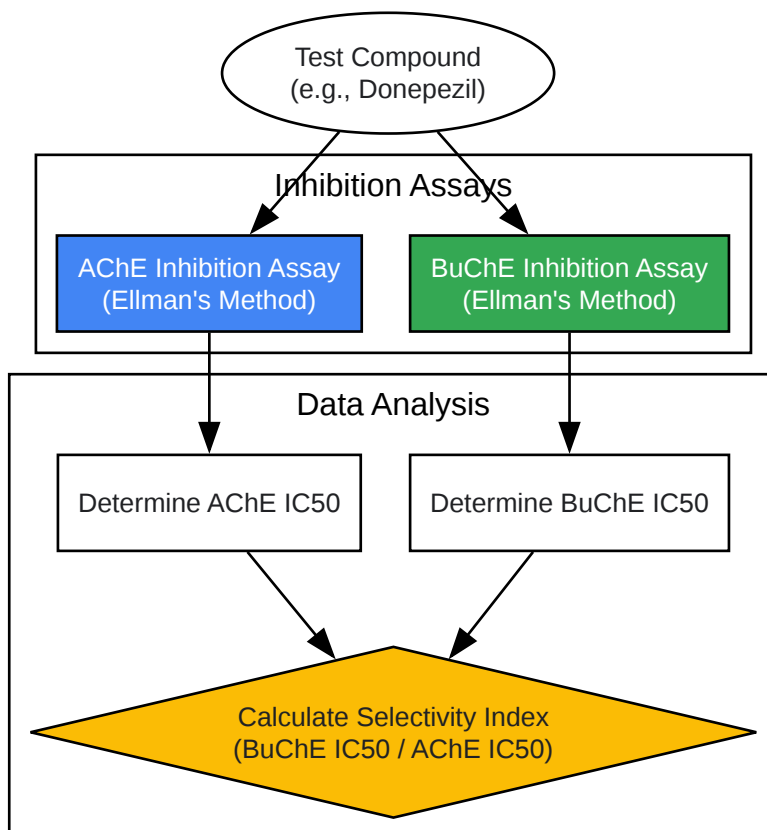 Test Compound
(e.g., Donepezil)
Inhibition Assays
AChE Inhibition Assay
(Ellman's Method)
BuChE Inhibition Assay
(Ellman's Method)
Data Analysis
Determine AChE IC50
Determine BuChE IC50
Calculate Selectivity Index
(BuChE IC50 / AChE IC50)